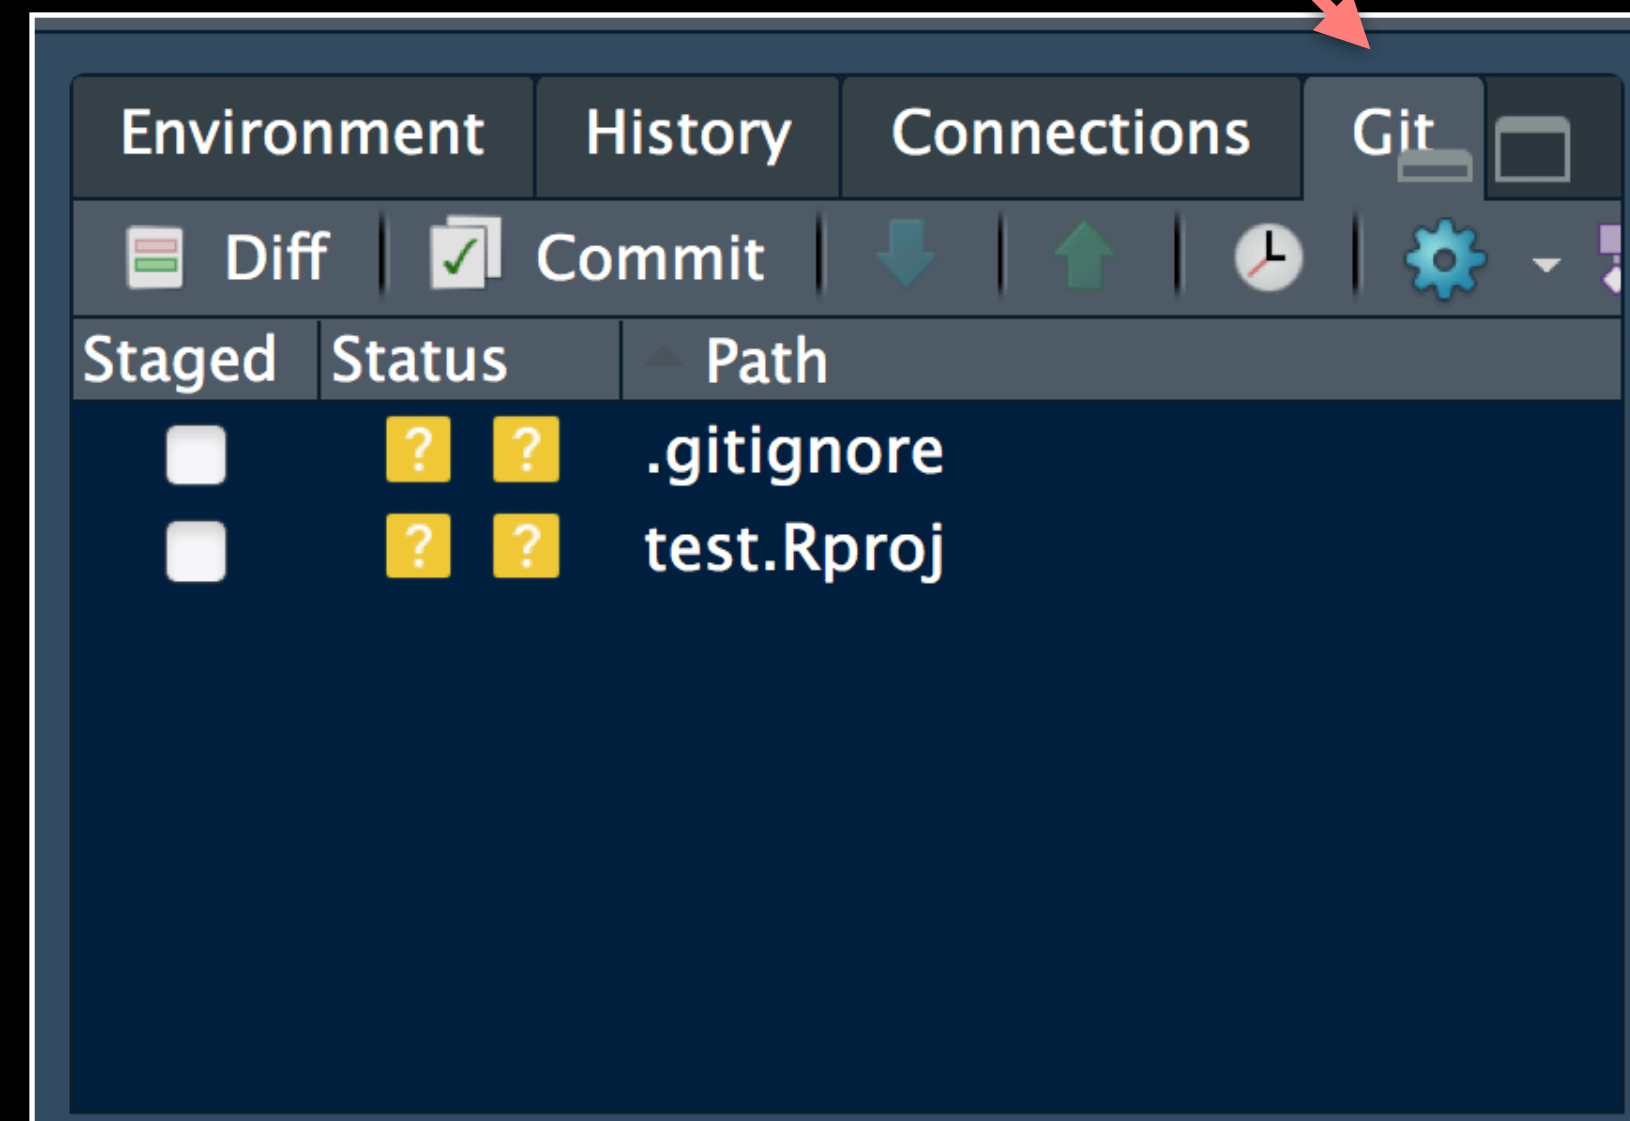 Environment History Connections Git
Diff Commit
Staged Status Path
? ? .gitignore
? ? test.Rproj